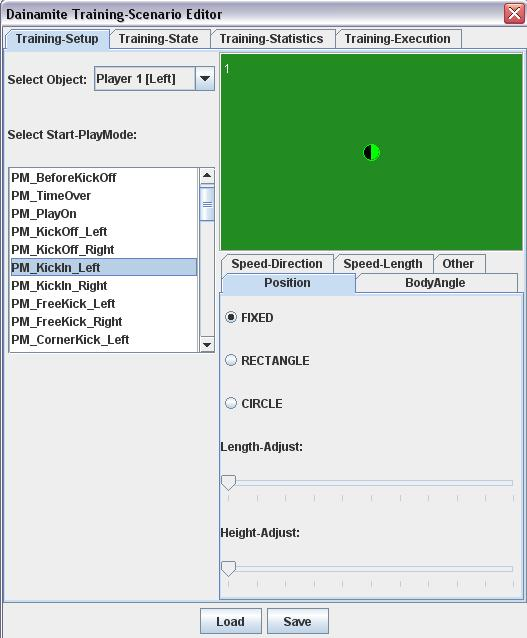 Dainamite Training-Scenario Editor
Training-Setup Training-State Training-Statistics Training-Execution
Select Object: Player 1 [Left]
1
Select Start-PlayMode:
PM_BeforeKickOff
PM_TimeOver
PM_PlayOn
PM_KickOff_Left
PM_KickOff_Right
PM_KickIn_Left
PM_KickIn_Right
PM_FreeKick_Left
PM_FreeKick_Right
PM_CornerKick_Left
Speed-Direction Speed-Length Other
Position BodyAngle
FIXED
RECTANGLE
CIRCLE
Length-Adjust:
Height-Adjust:
Load Save